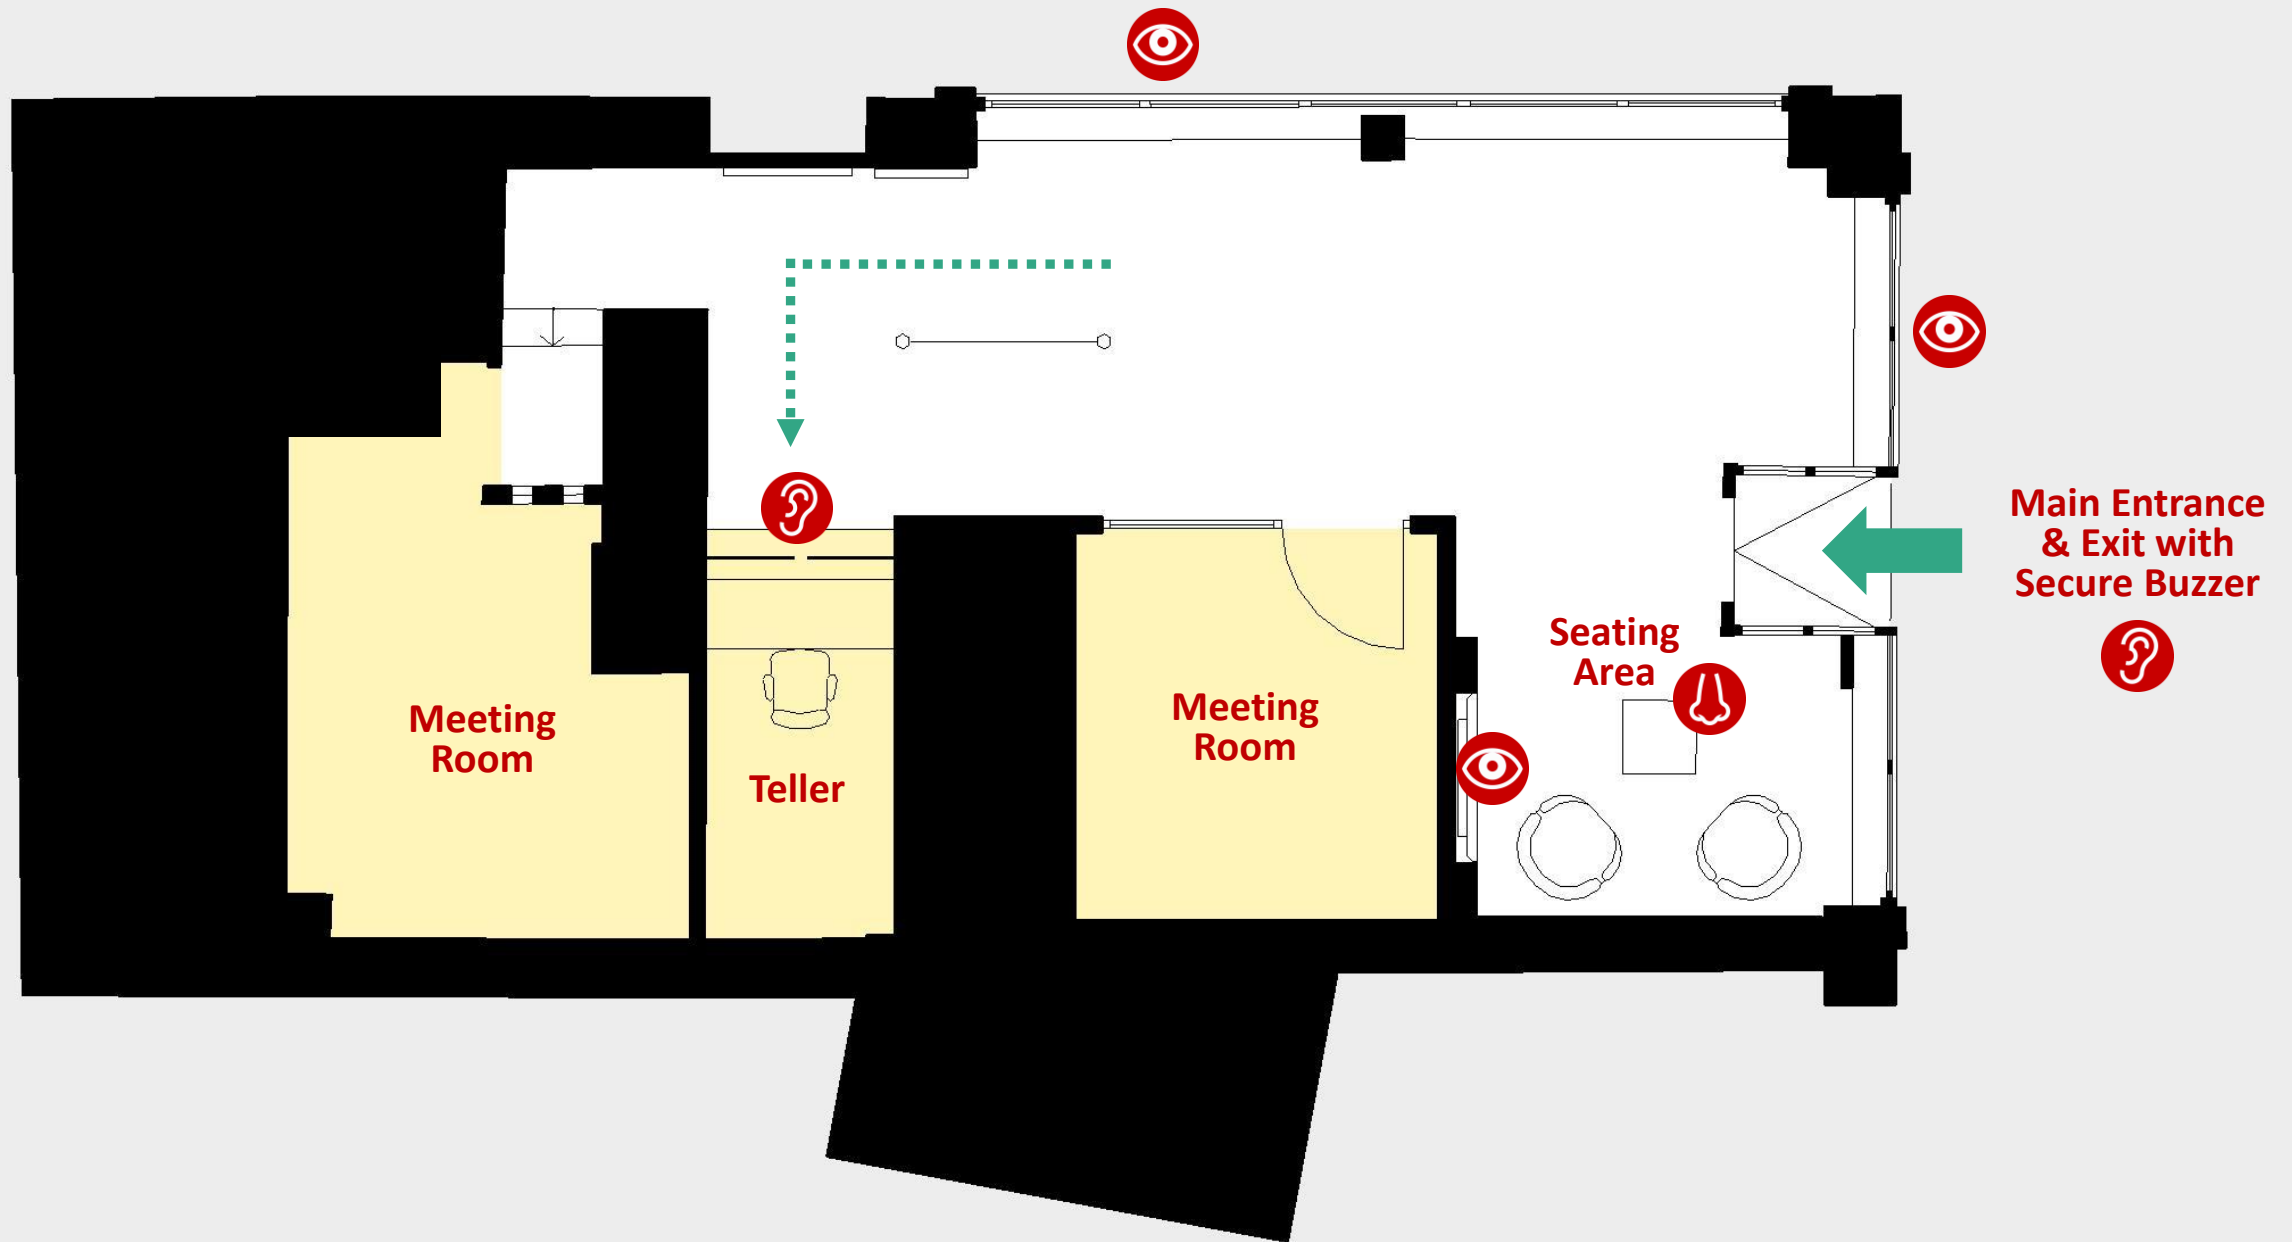 Main Entrance
& Exit with
Secure Buzzer
Seating
Area
Meeting
Room
Meeting
Room
Teller